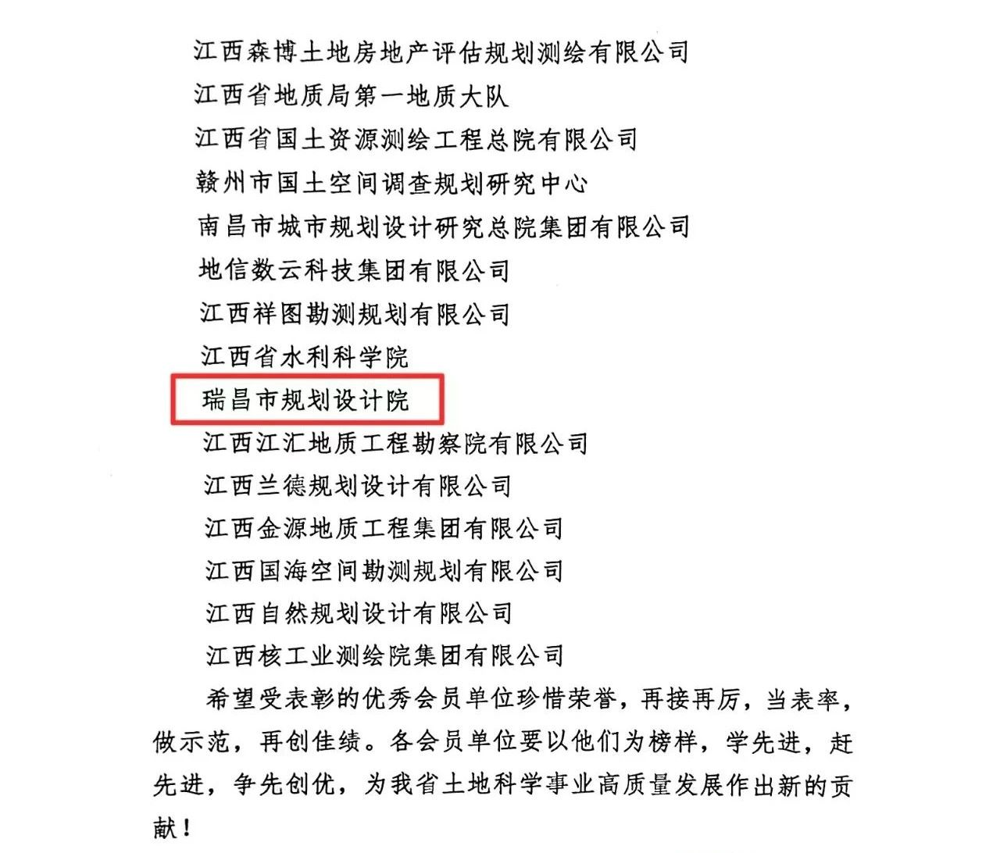 江西森博土地房地产评估规划测绘有限公司
江西省地质局第一地质大队
江西省国土资源测绘工程总院有限公司
赣州市国土空间调查规划研究中心
南昌市城市规划设计研究总院集团有限公司
地信数云科技集团有限公司
江西祥图勘测规划有限公司
江西省水利科学院
瑞昌市规划设计院
江西江汇地质工程勘察院有限公司
江西兰德规划设计有限公司
江西金源地质工程集团有限公司
江西国海空间勘测规划有限公司
江西自然规划设计有限公司
江西核工业测绘院集团有限公司
希望受表彰的优秀会员单位珍惜荣誉，再接再厉，当表率，
做示范，再创佳绩。各会员单位要以他们为榜样，学先进，赶
先进，争先创优，为我省土地科学事业高质量发展作出新的贡
献！